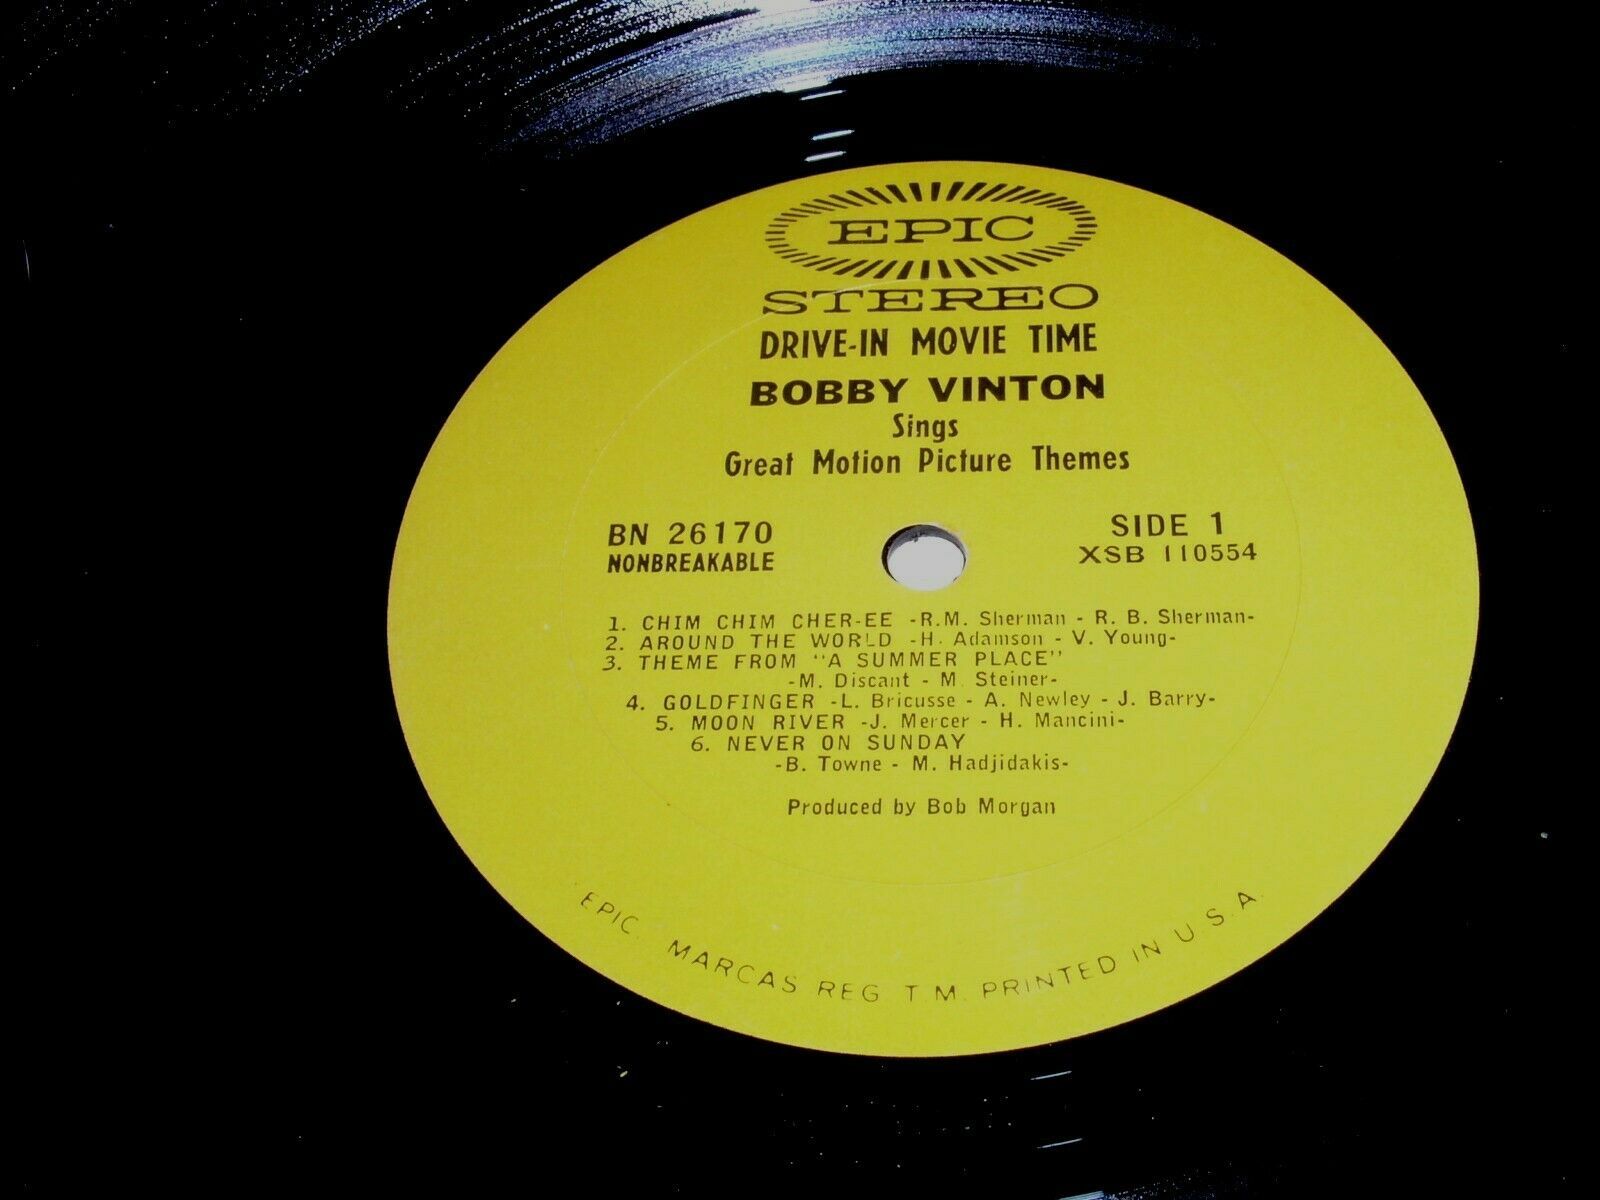 EPIC
STEREO
DRIVE-IN MOVIE TIME
BOBBY VINTON
Sings
Great Motion Picture Themes
BN 26170
NONBREAKABLE
SIDE 1
XSB 110554
1. CHIM CHIM CHER-EE -R.M. Sherman - R. B. Sherman-
2. AROUND THE WORLD -H. Adamson - V. Young-
3. THEME FROM "A SUMMER PLACE"
-M. Discant - M. Steiner-
4. GOLDFINGER -L. Bricusse - A. Newley - J. Barry-
5. MOON RIVER -J. Mercer - H. Mancini-
6. NEVER ON SUNDAY
-B. Towne - M. Hadjidakis-
Produced by Bob Morgan
EPIC. MARCAS REG T.M. PRINTED IN U.S.A.